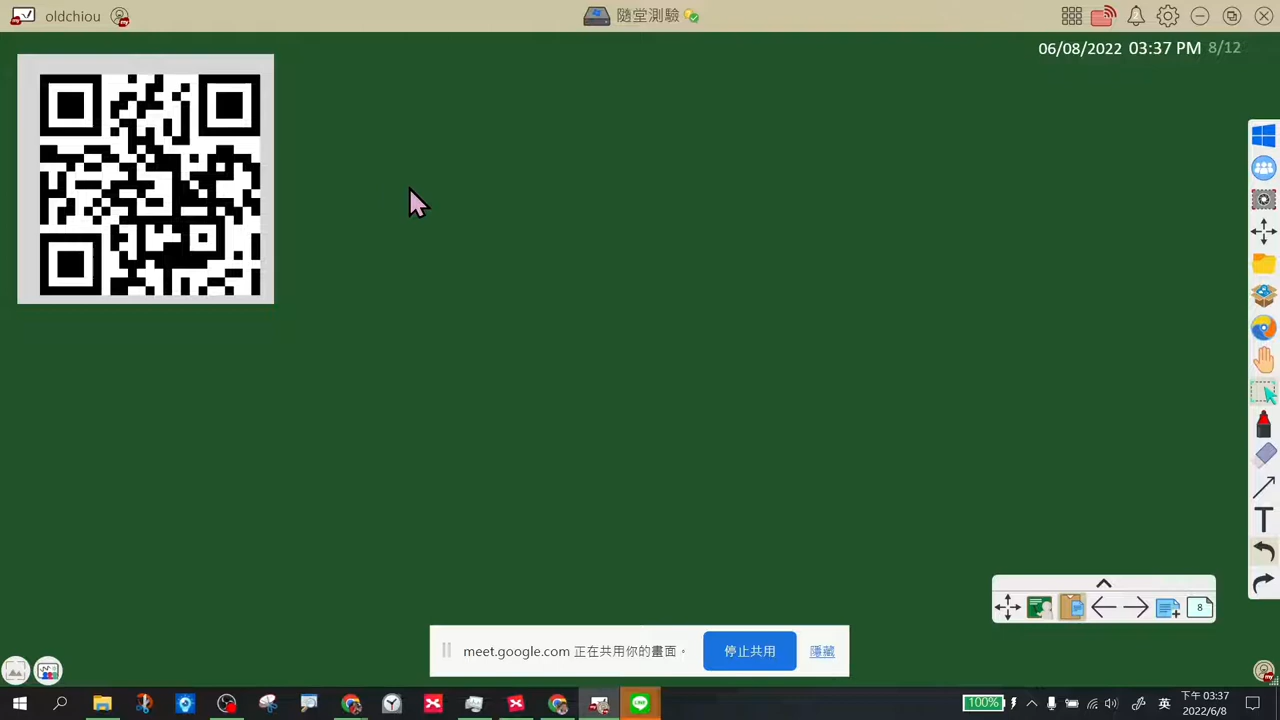 oldchiou
隨堂測驗
06/08/2022 03:37 PM 8/12
T
8
meet.google.com 正在共用你的畫面。 停止共用 隱藏
100% 英 下午 03:37
2022/6/8